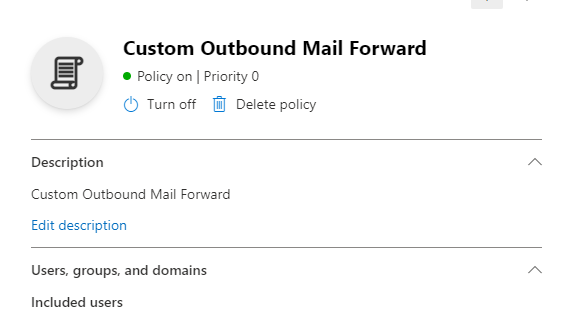 Custom Outbound Mail Forward
Policy on | Priority 0
Turn off Delete policy
Description
Custom Outbound Mail Forward
Edit description
Users, groups, and domains
Included users